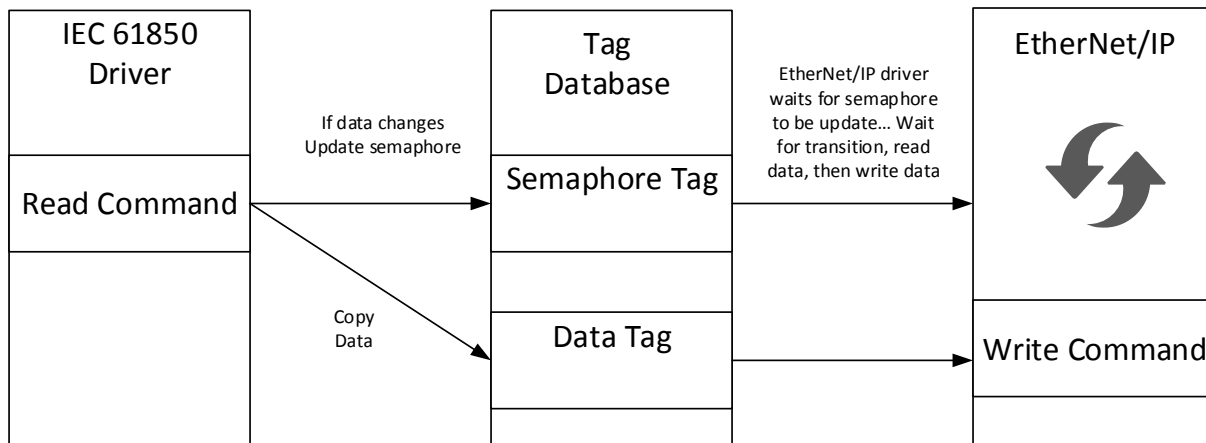 IEC 61850
Driver
Read Command
If data changes
Update semaphore
Copy
Data
Tag
Database
Semaphore Tag
Data Tag
EtherNet/IP driver
waits for semaphore
to be update... Wait
for transition, read
data, then write data
EtherNet/IP
Write Command